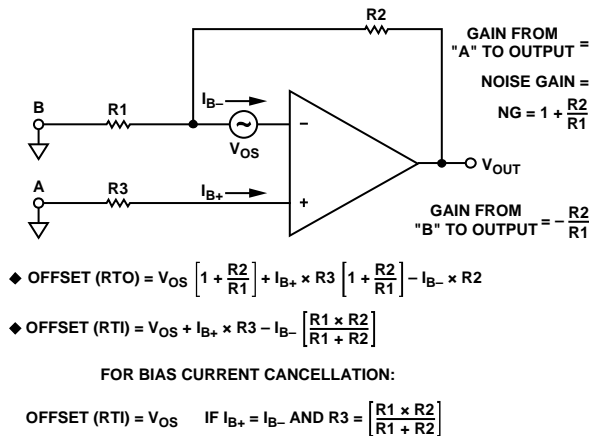 R2
GAIN FROM
"A" TO OUTPUT =
NOISE GAIN =
NG = 1 + R2/R1
B
R1
I_B–
–
~
V_OS
A
R3
I_B+
+
V_OUT
GAIN FROM
"B" TO OUTPUT = – R2/R1
◆ OFFSET (RTO) = V_OS [1 + R2/R1] + I_B+ × R3 [1 + R2/R1] – I_B– × R2
◆ OFFSET (RTI) = V_OS + I_B+ × R3 – I_B– [R1 × R2/R1 + R2]
FOR BIAS CURRENT CANCELLATION:
OFFSET (RTI) = V_OS IF I_B+ = I_B– AND R3 = [R1 × R2/R1 + R2]